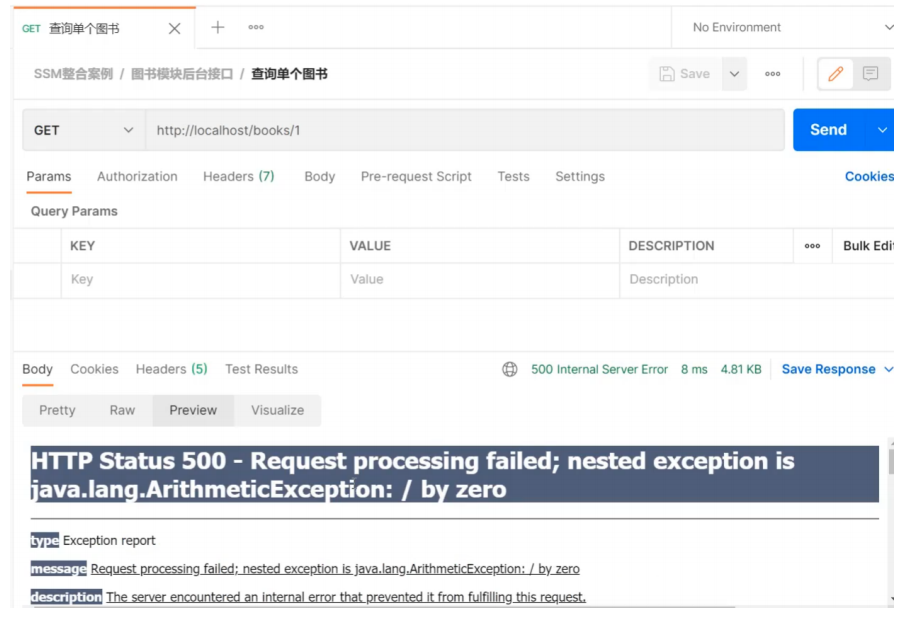 GET 查询单个图书
No Environment
SSM整合案例 / 图书模块后台接口 / 查询单个图书
Save
GET http://localhost/books/1 Send
Params Authorization Headers (7) Body Pre-request Script Tests Settings Cookies
Query Params
KEY VALUE DESCRIPTION Bulk Edit
Key Value Description
Body Cookies Headers (5) Test Results 500 Internal Server Error 8 ms 4.81 KB Save Response
Pretty Raw Preview Visualize
HTTP Status 500 - Request processing failed; nested exception is
java.lang.ArithmeticException: / by zero
type Exception report
message Request processing failed; nested exception is java.lang.ArithmeticException: / by zero
description The server encountered an internal error that prevented it from fulfilling this request.